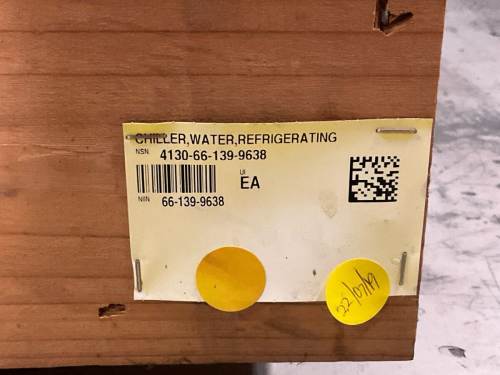 CHILLER,WATER,REFRIGERATING
NSN 4130-66-139-9638
UI
EA
NIIN 66-139-9638
22/07/19